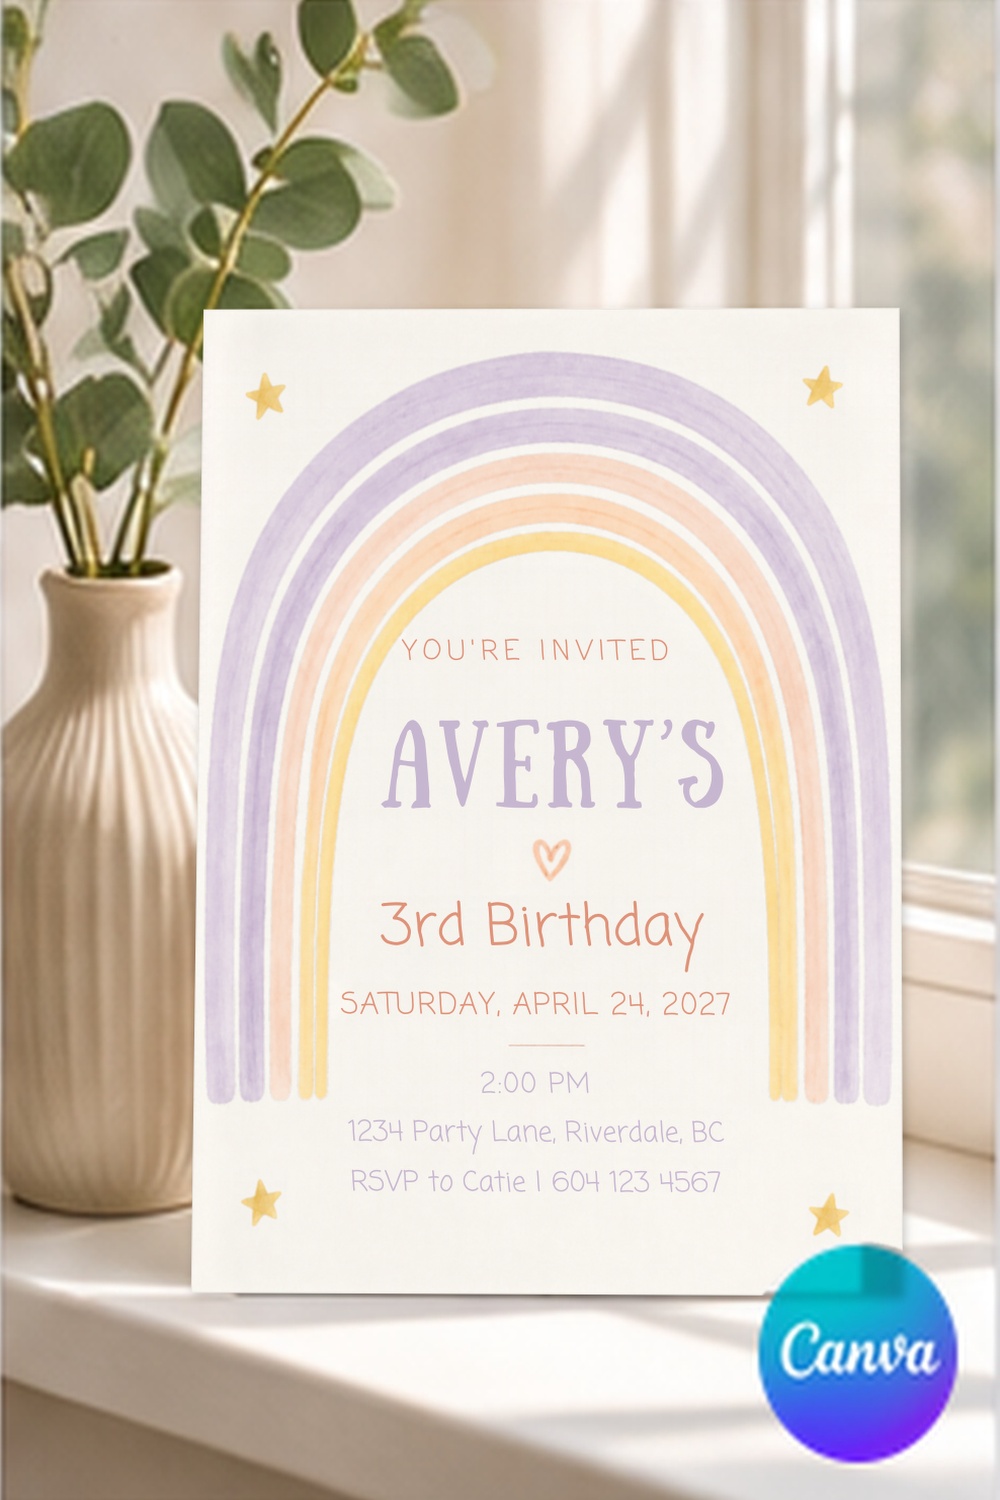 YOU'RE INVITED
AVERY'S
3rd Birthday
SATURDAY, APRIL 24, 2027
2:00 PM
1234 Party Lane, Riverdale, BC
RSVP to Catie | 604 123 4567
Canva